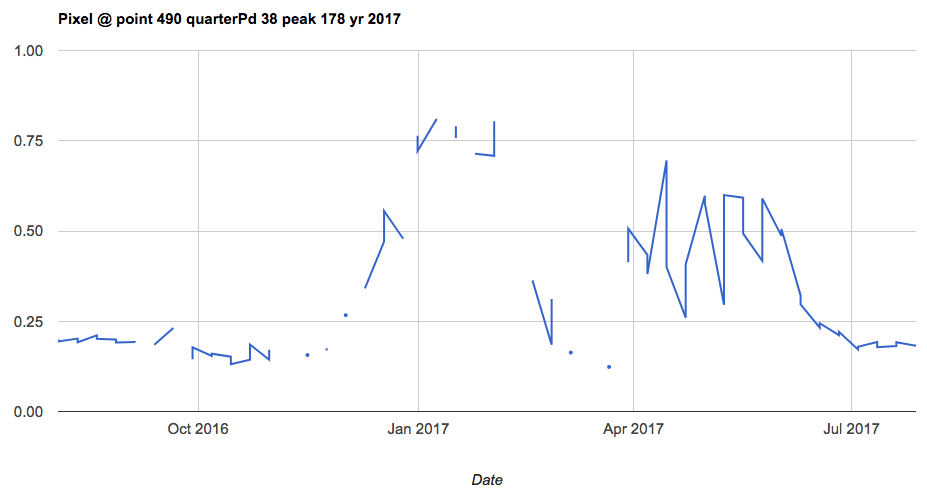 Pixel @ point 490 quarterPd 38 peak 178 yr 2017
1.00
0.75
0.50
0.25
0.00
Oct 2016 Jan 2017 Apr 2017 Jul 2017
Date